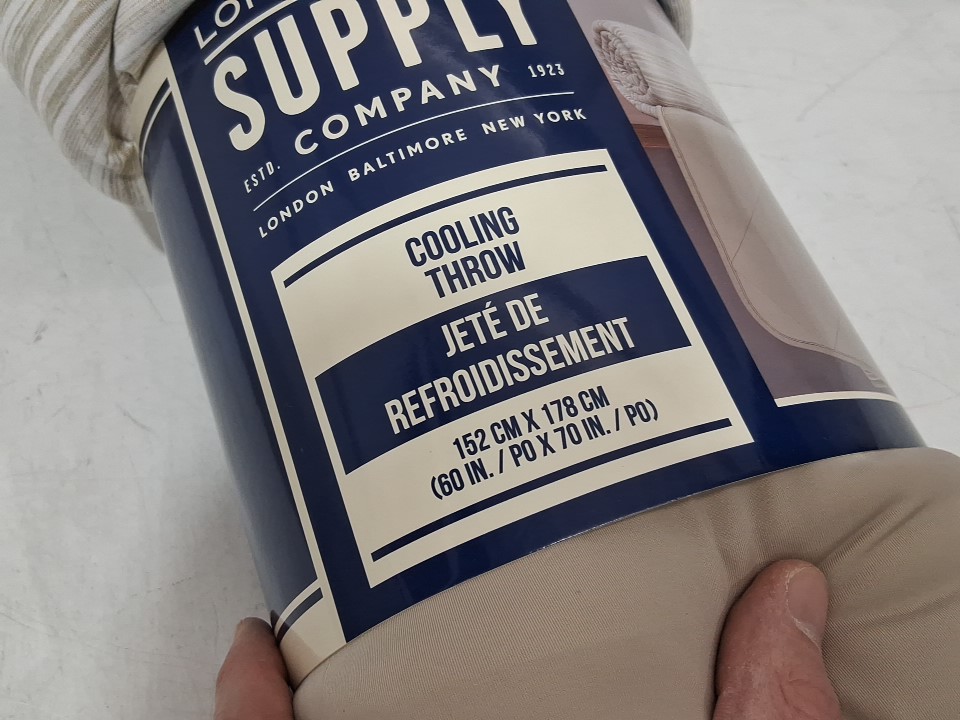 SUPPLY
COMPANY
ESTD. 1923
LONDON BALTIMORE NEW YORK
COOLING
THROW
JETÉ DE
REFROIDISSEMENT
152 CM X 178 CM
(60 IN. / PO X 70 IN. / PO)